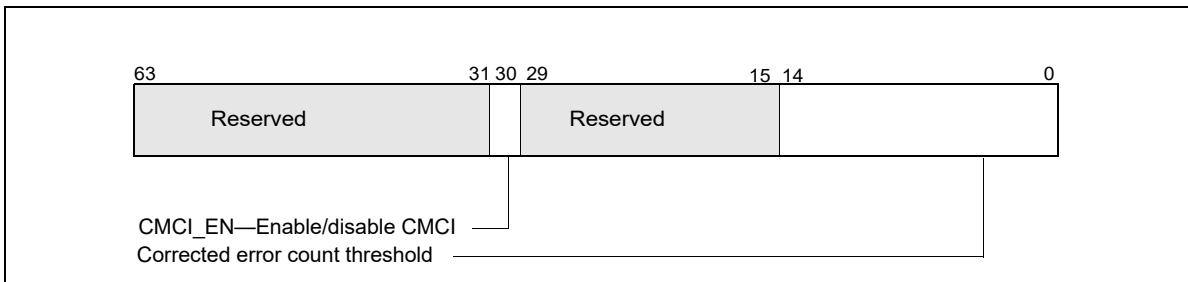 63 31 30 29 15 14 0
Reserved Reserved
CMCI_EN—Enable/disable CMCI
Corrected error count threshold